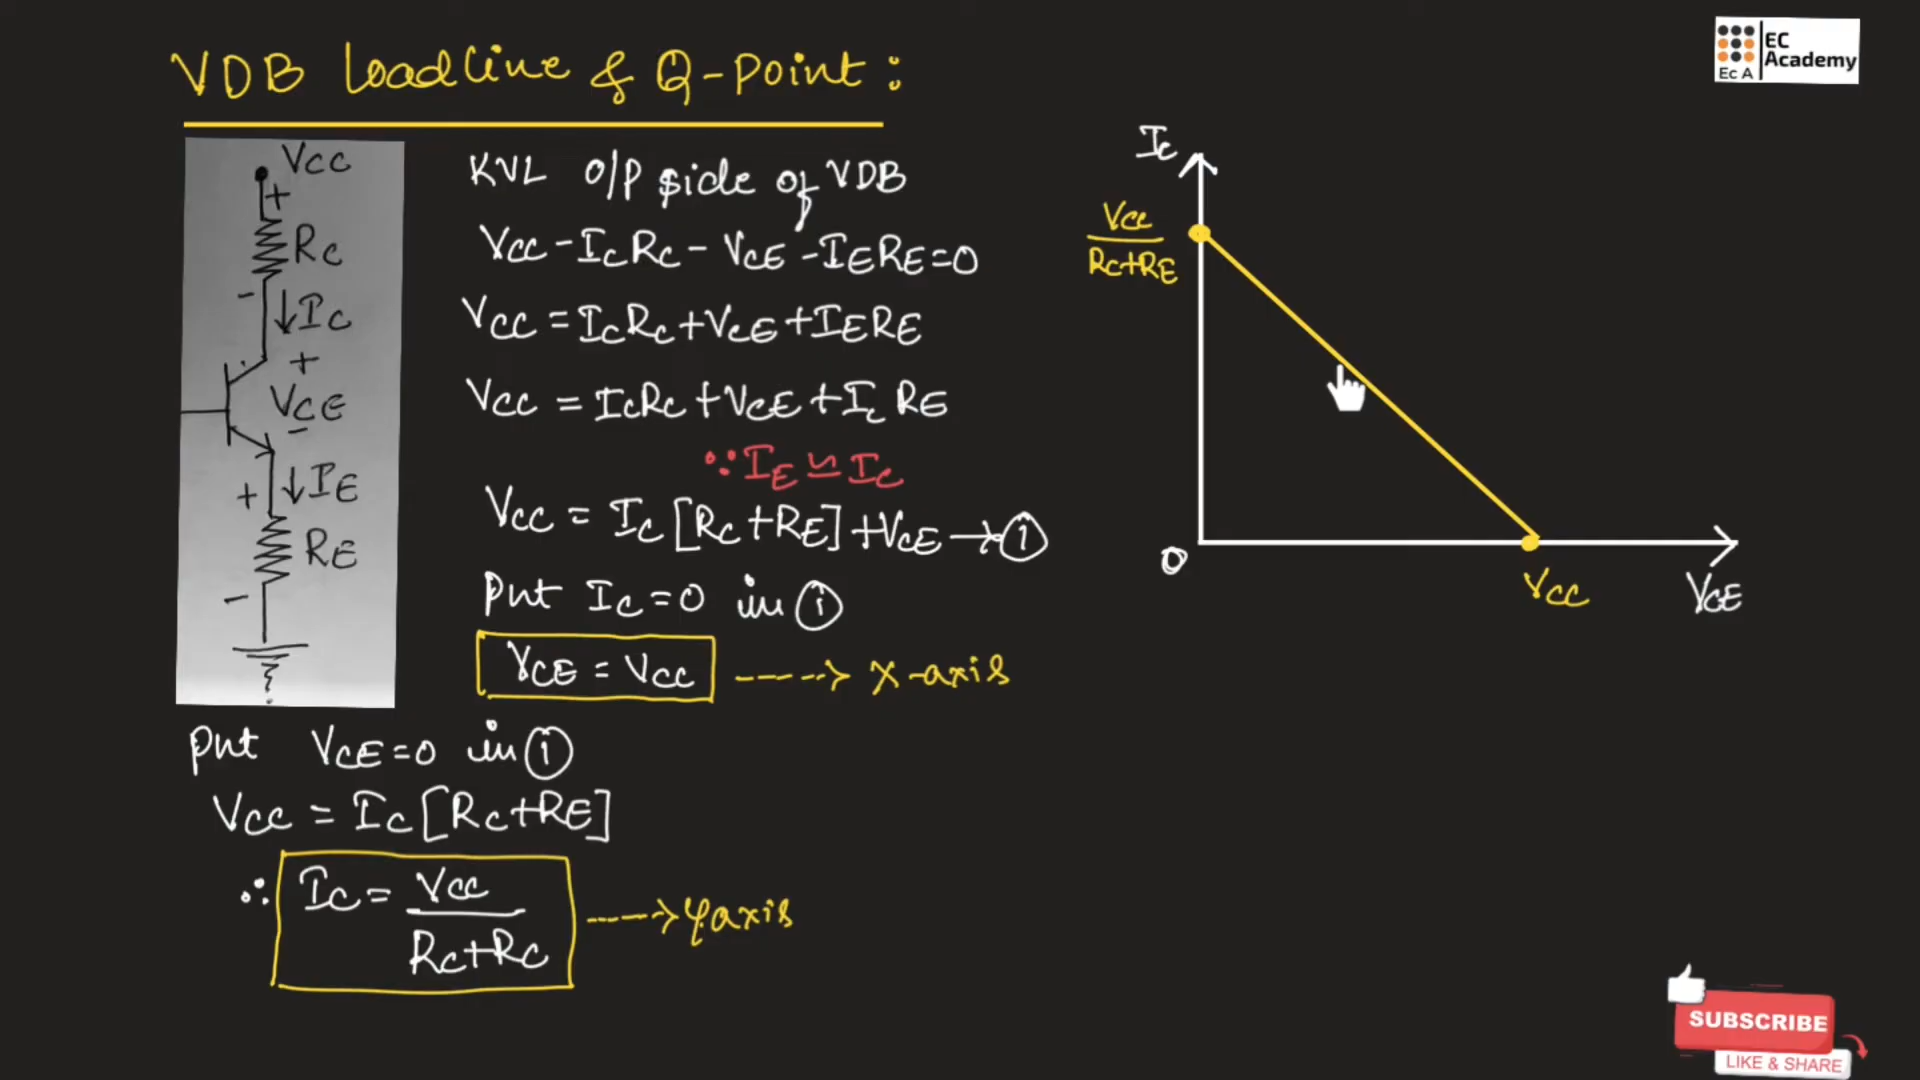 VDB Loadline & Q-Point:
EC
Academy
EC A
VCC
+
RC
-
↓IC
+
VCE
-
+ ↓IE
RE
-
KVL O/P side of VDB
VCC - ICRC - VCE - IERE = 0
VCC = ICRC + VCE + IERE
VCC = ICRC + VCE + IC RE
∵ IE ≃ IC
VCC = IC [RC + RE] + VCE → ①
Put IC = 0 in ①
VCE = VCC ----> X-axis
Put VCE = 0 in ①
VCC = IC [RC + RE]
∴ IC = VCC / RC + RC ----> Y axis
IC
VCC / RC + RE
0
VCC
VCE
SUBSCRIBE
LIKE & SHARE